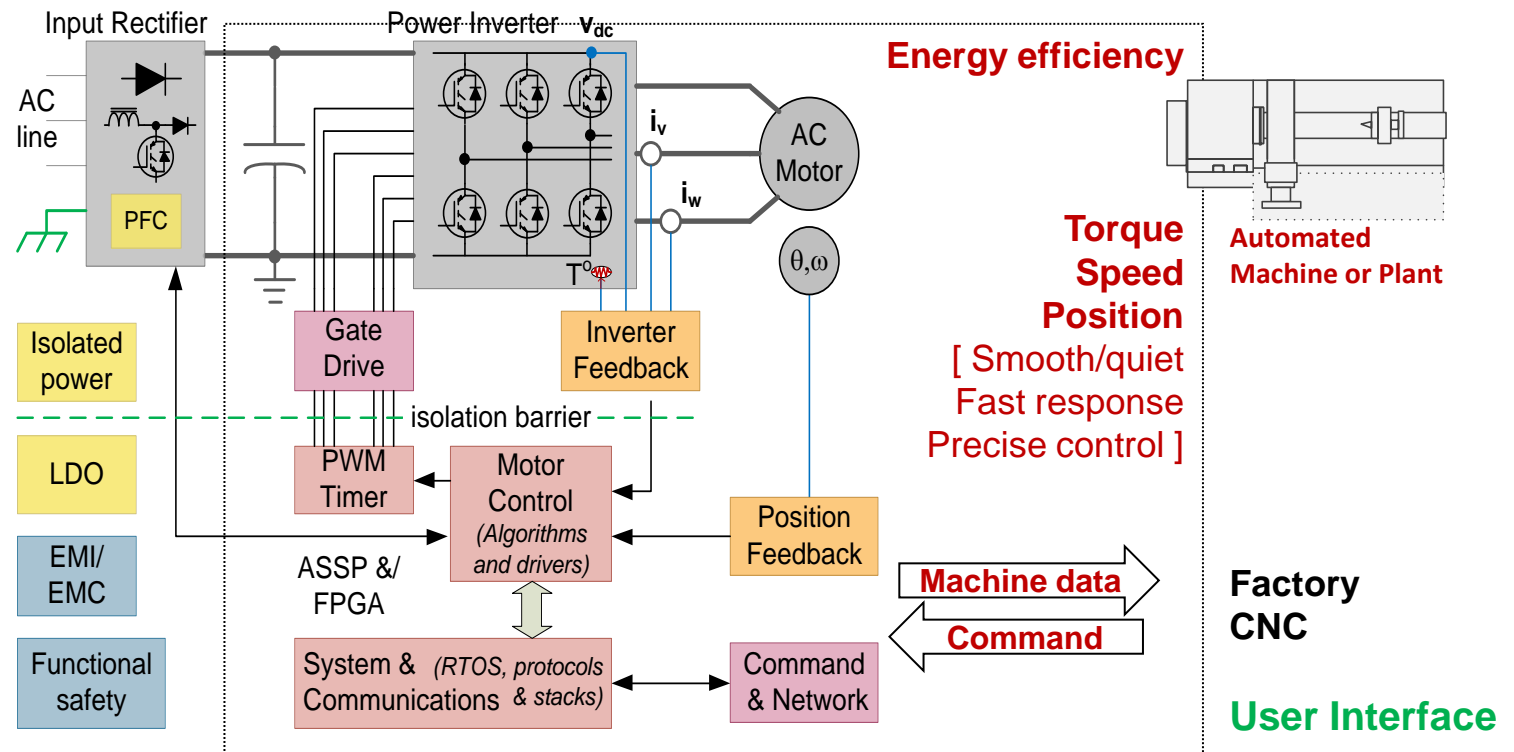 Input Rectifier
Power Inverter
vdc
Energy efficiency
AC
line
PFC
iv
iw
AC
Motor
T°
θ,ω
Torque
Speed
Position
[ Smooth/quiet
Fast response
Precise control ]
Automated
Machine or Plant
Isolated
power
Gate
Drive
Inverter
Feedback
isolation barrier
LDO
PWM
Timer
Motor
Control
(Algorithms
and drivers)
Position
Feedback
EMI/
EMC
ASSP &/
FPGA
Machine data
Command
Factory
CNC
Functional
safety
System & (RTOS, protocols
Communications & stacks)
Command
& Network
User Interface